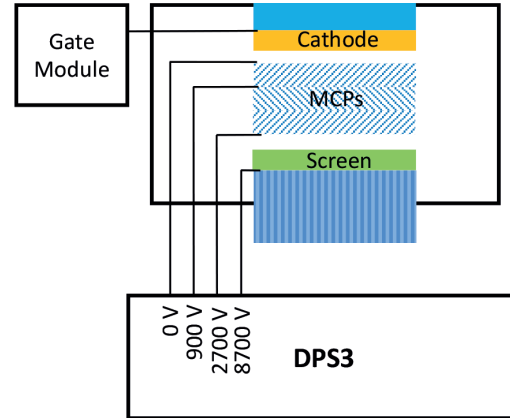 Gate
Module
Cathode
MCPs
Screen
0 V
900 V
2700 V
8700 V
DPS3